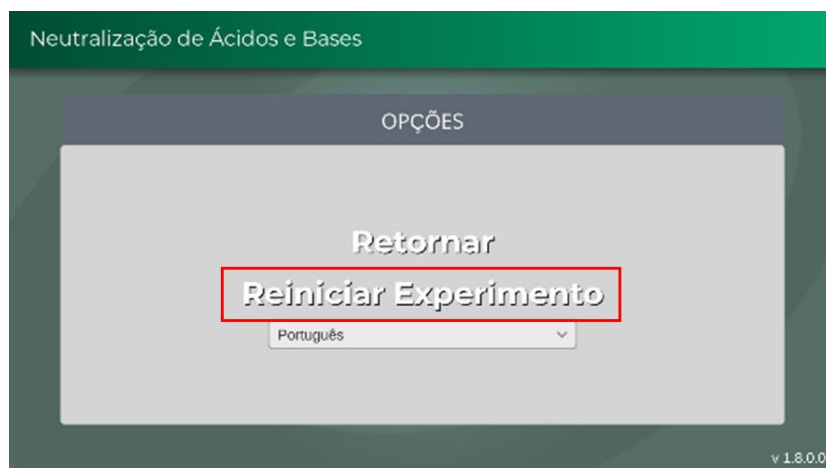 Neutralização de Ácidos e Bases
OPÇÕES
Retornar
Reiniciar Experimento
Português
v 1.8.0.0